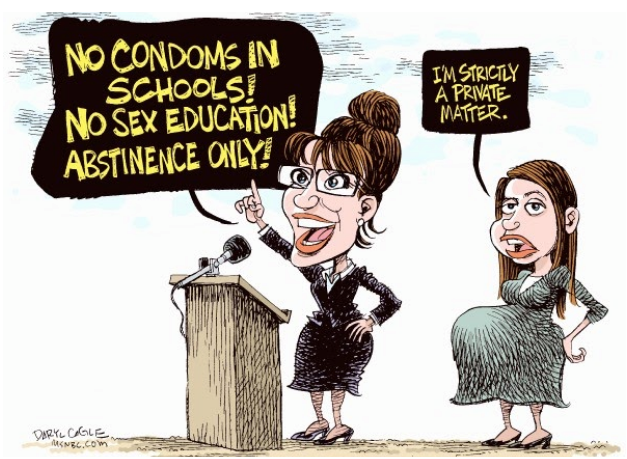 NO CONDOMS IN
SCHOOLS!
NO SEX EDUCATION!
ABSTINENCE ONLY!
I'M STRICTLY
A PRIVATE
MATTER.
DARYL CAGLE
MSNBC.COM